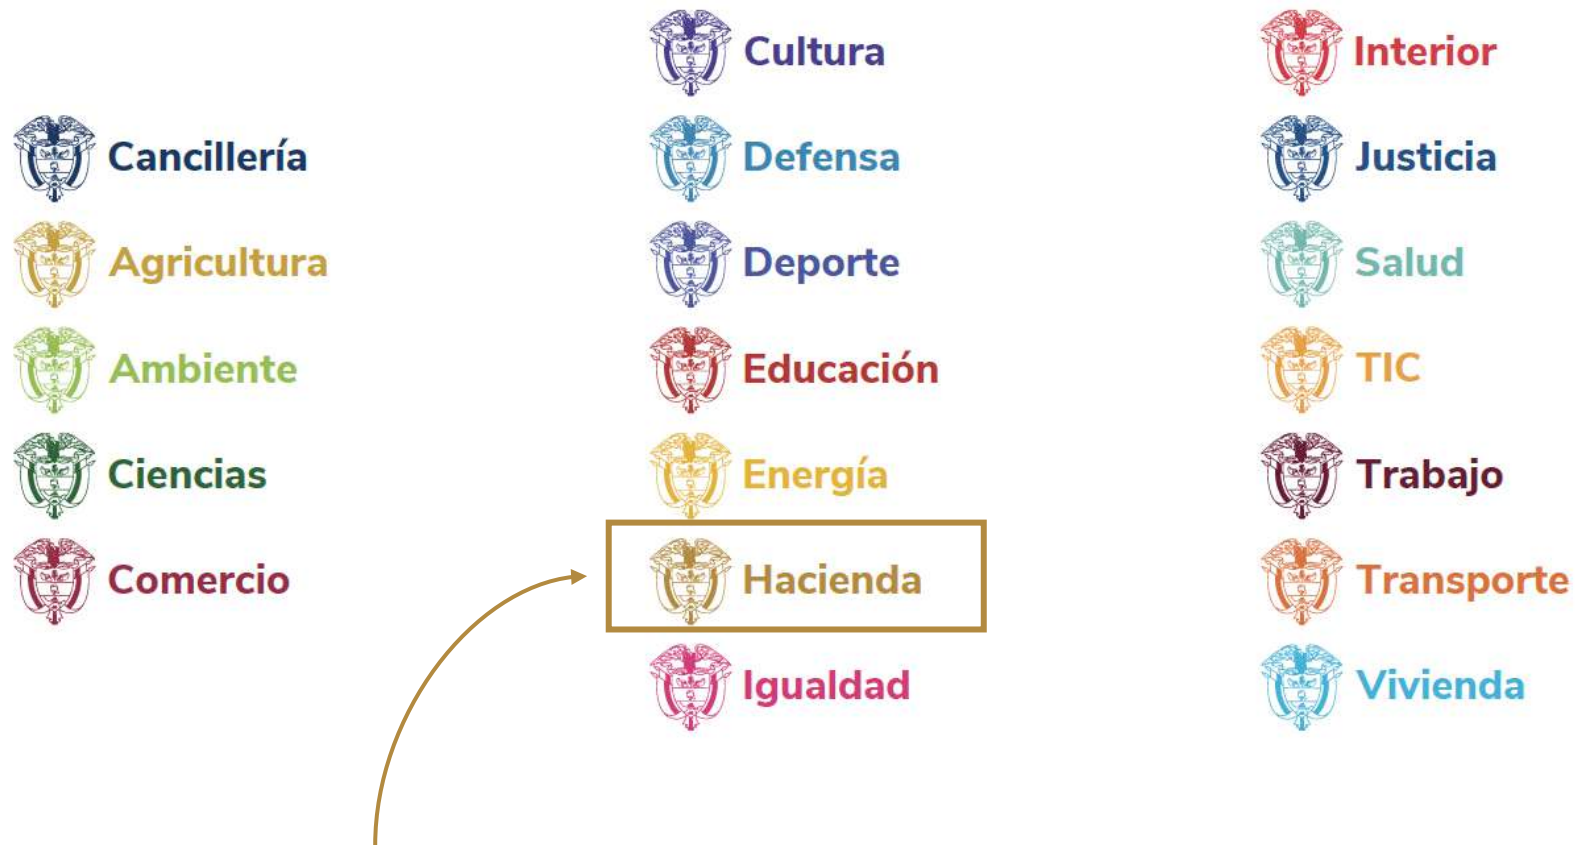 Cancillería
Agricultura
Ambiente
Ciencias
Comercio
Cultura
Defensa
Deporte
Educación
Energía
Hacienda
Igualdad
Interior
Justicia
Salud
TIC
Trabajo
Transporte
Vivienda